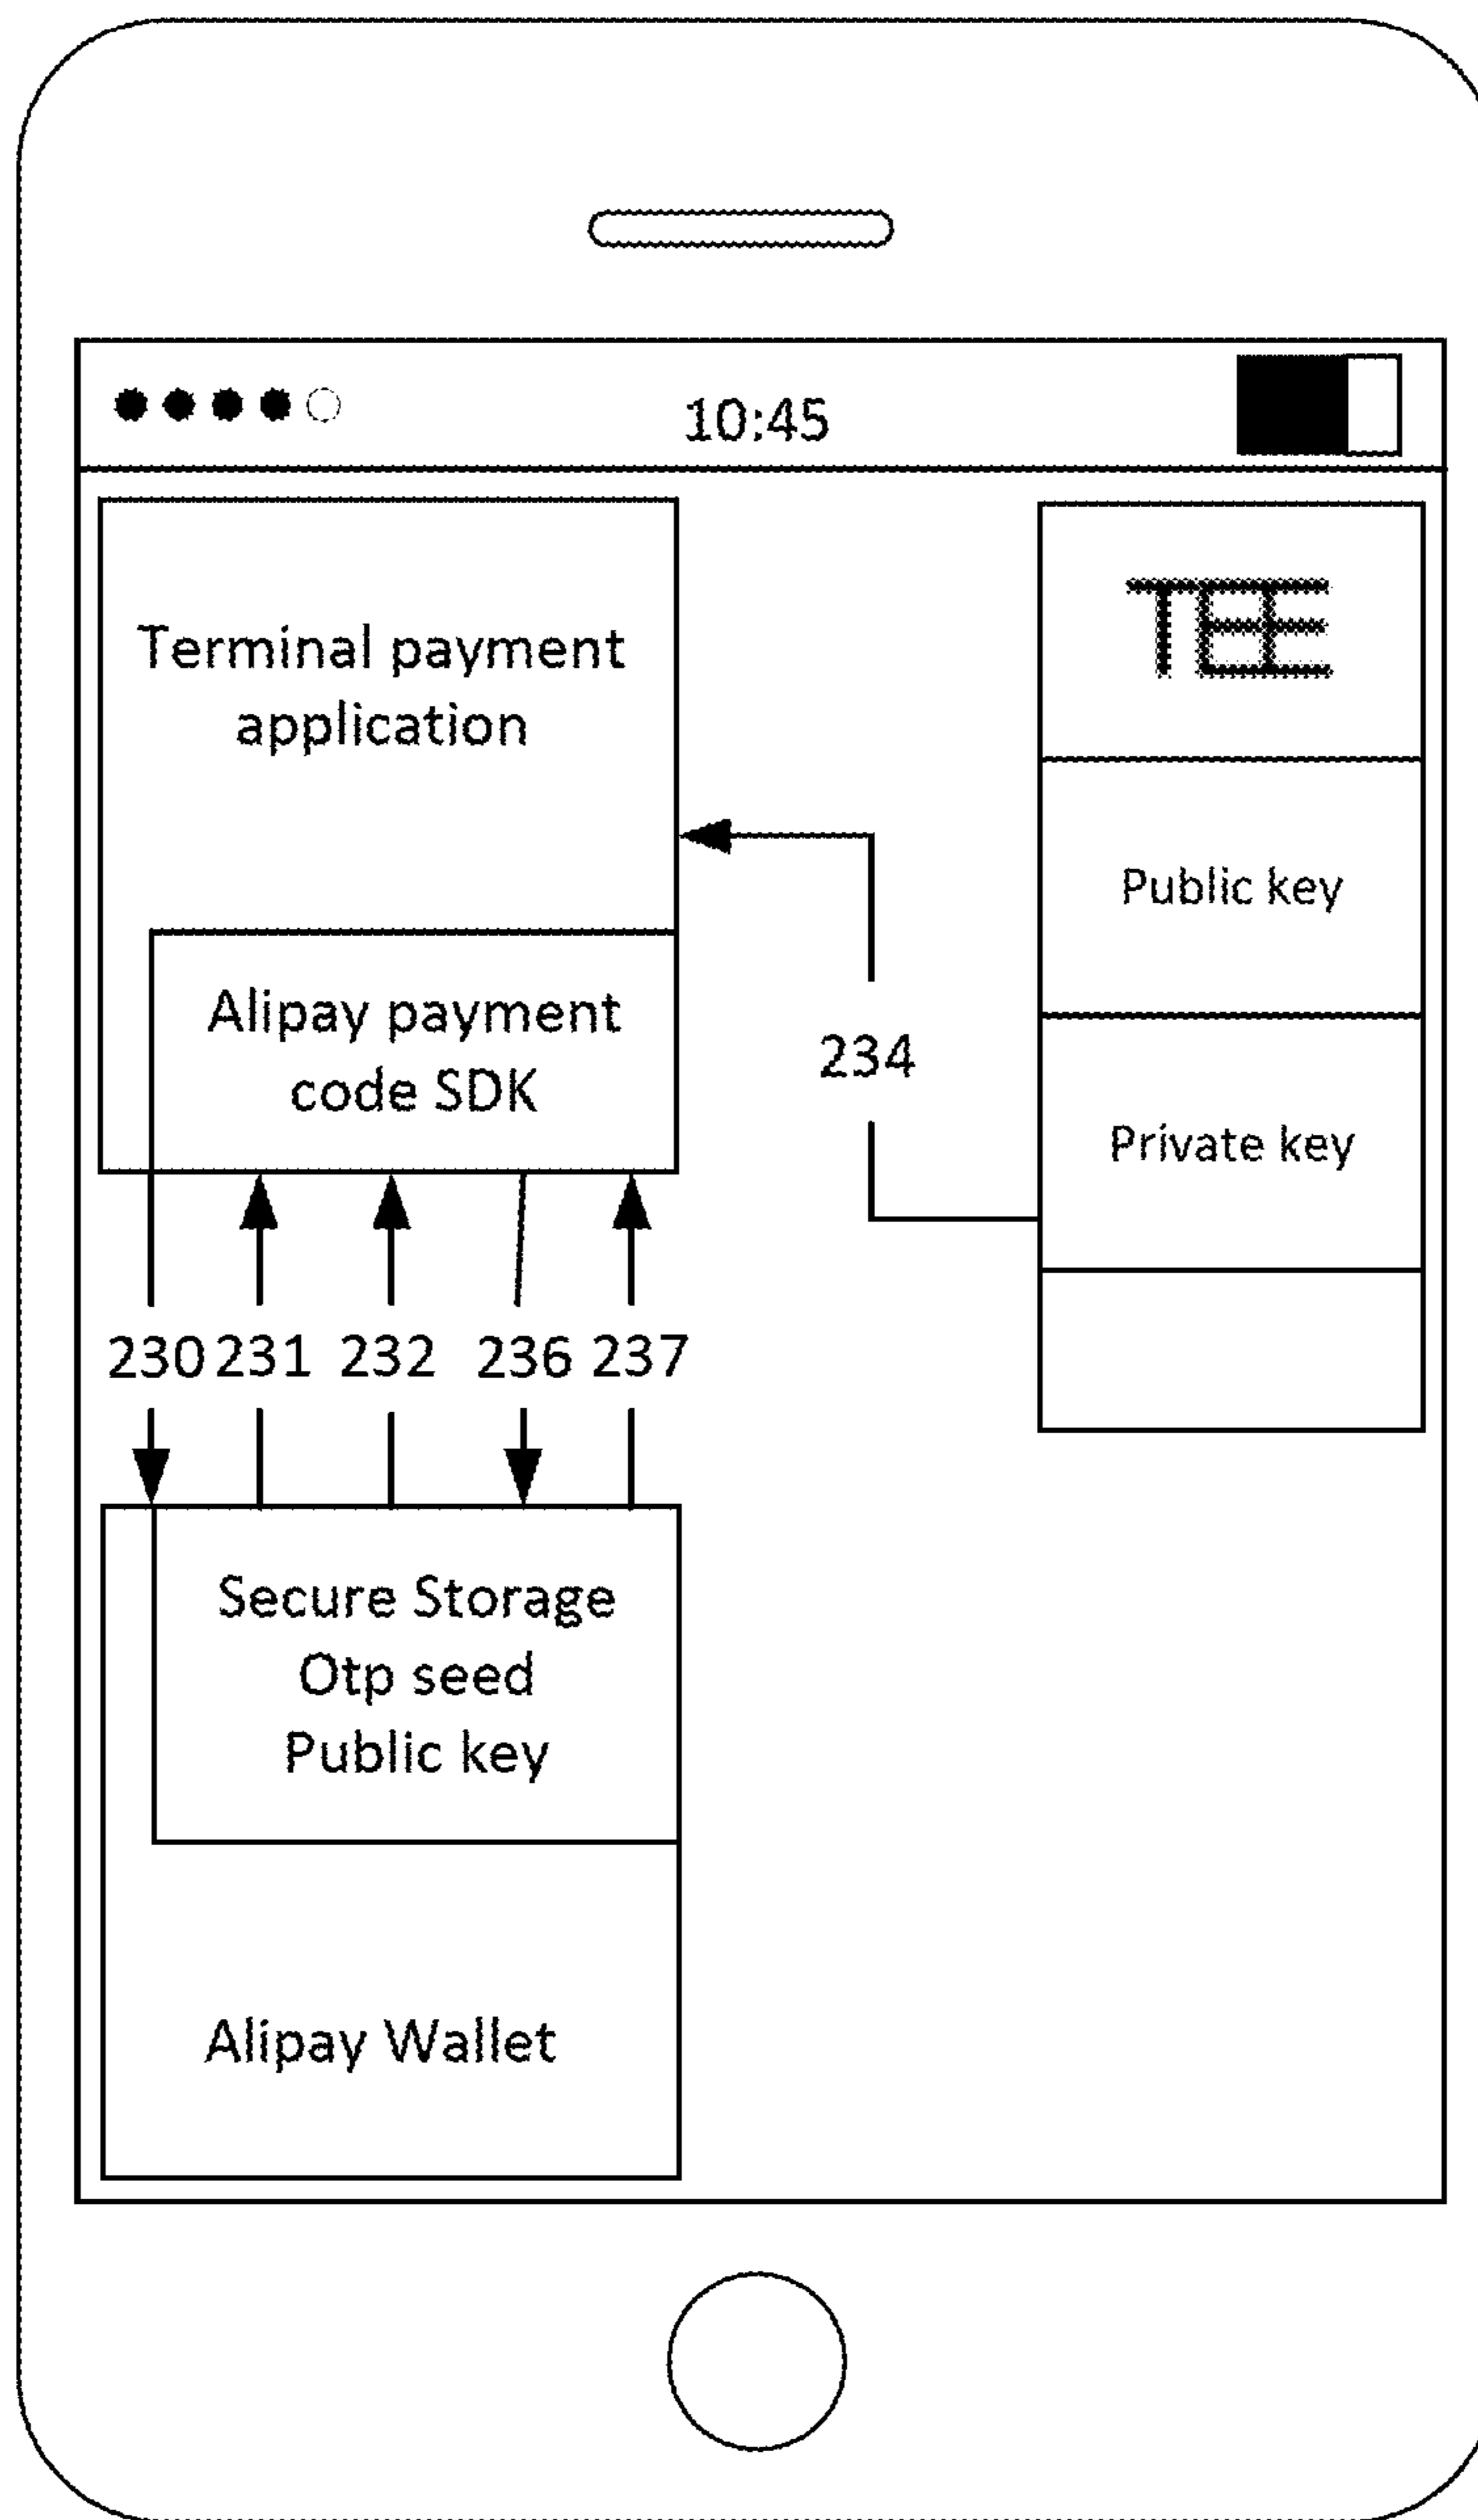 10:45
Terminal payment
application
Alipay payment
code SDK
TEE
Public key
Private key
234
230 231 232 236 237
Secure Storage
Otp seed
Public key
Alipay Wallet